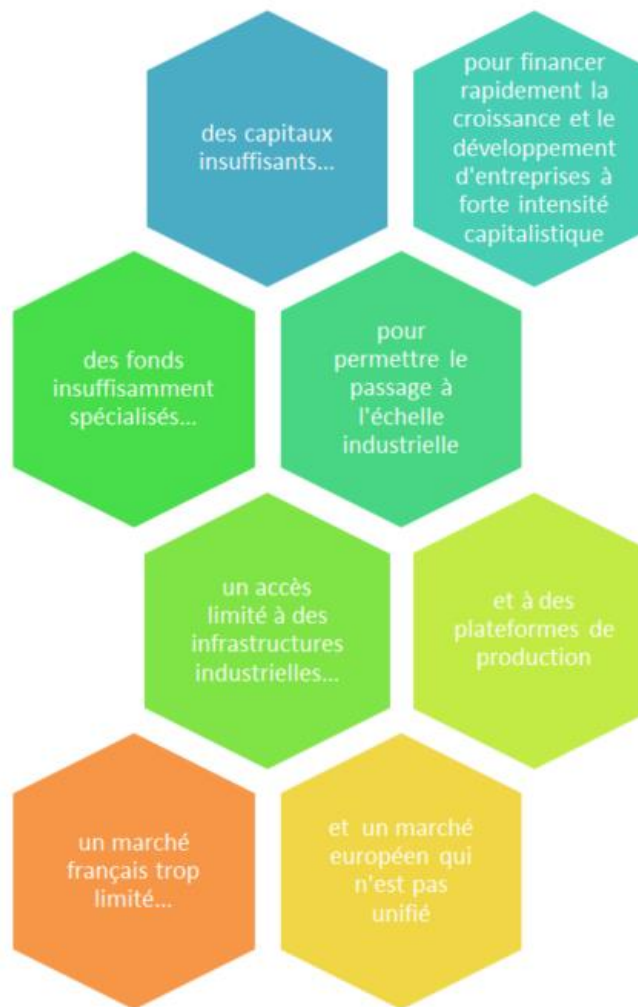 des capitaux
insuffisants...
pour financer
rapidement la
croissance et le
développement
d'entreprises à
forte intensité
capitalistique
des fonds
insuffisamment
spécialisés...
pour
permettre le
passage à
l'échelle
industrielle
un accès
limité à des
infrastructures
industrielles...
et à des
plateformes de
production
un marché
français trop
limité...
et un marché
européen qui
n'est pas
unifié